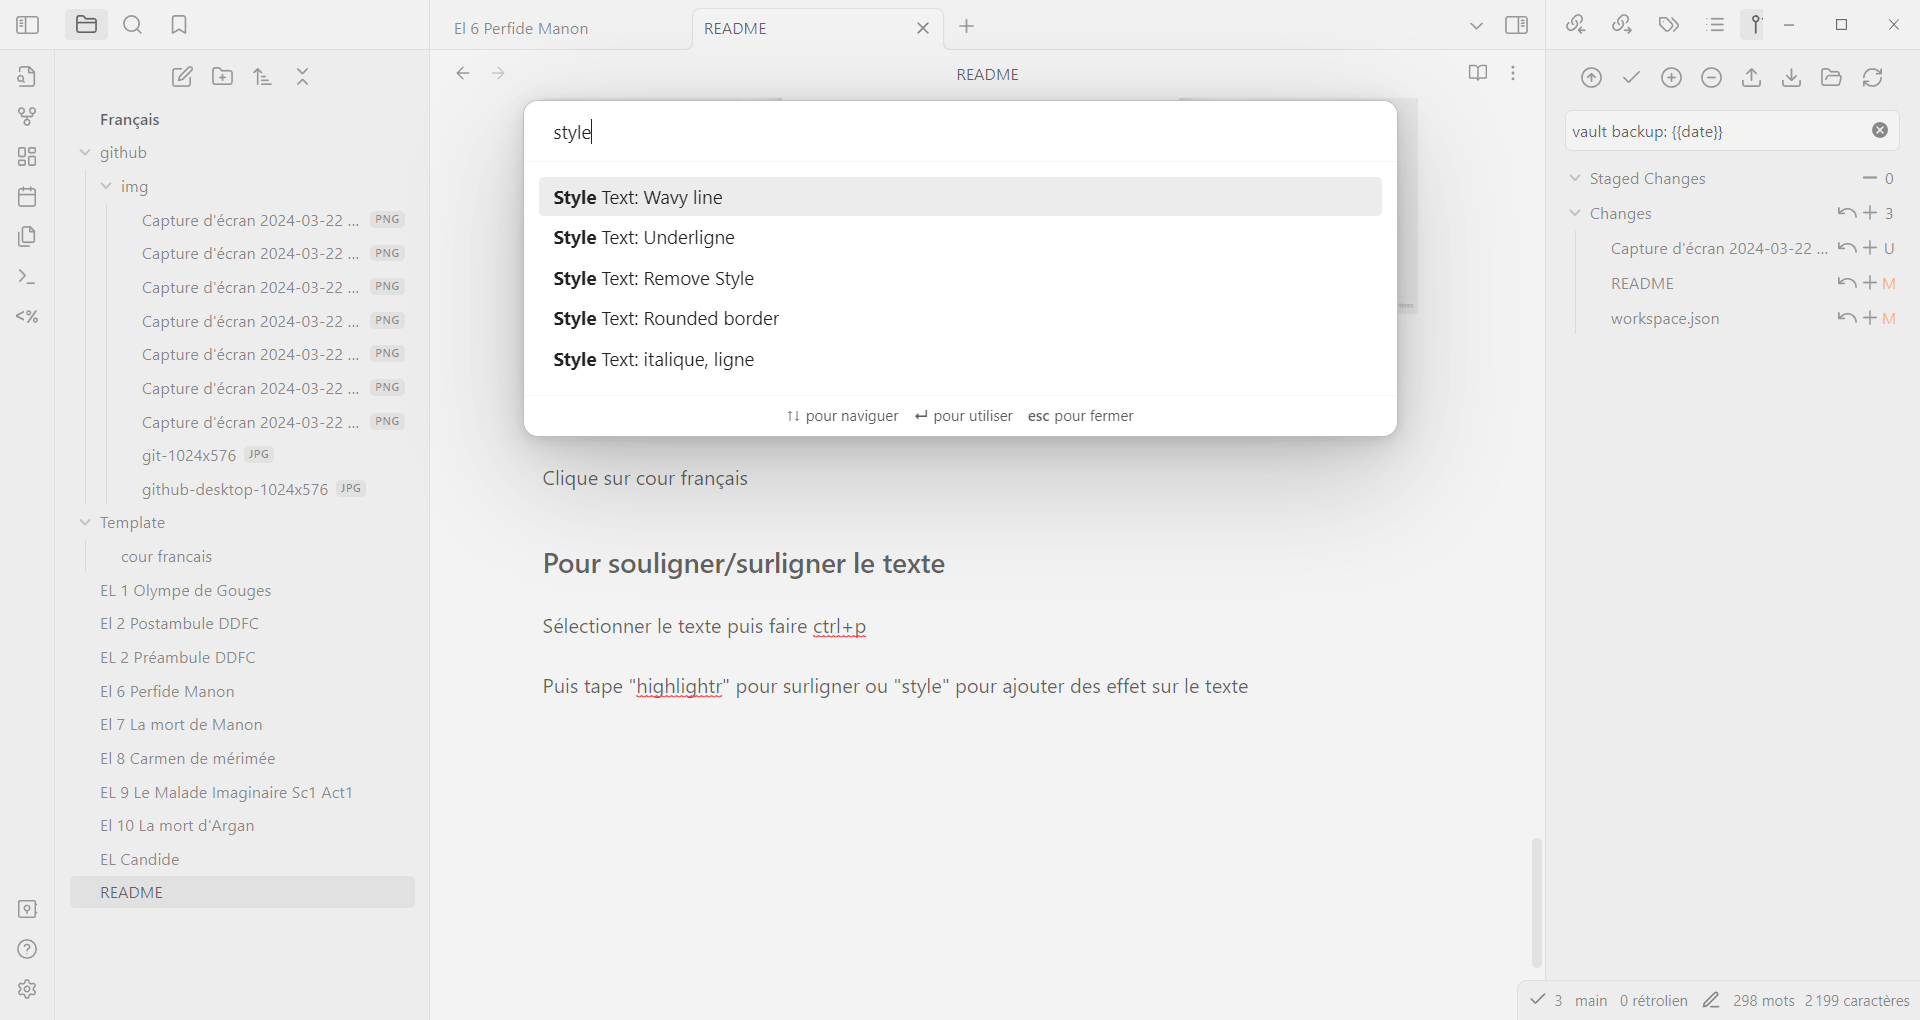 El 6 Perfide Manon
README
README
Français
github
img
Capture d'écran 2024-03-22 ... PNG
Capture d'écran 2024-03-22 ... PNG
Capture d'écran 2024-03-22 ... PNG
Capture d'écran 2024-03-22 ... PNG
Capture d'écran 2024-03-22 ... PNG
Capture d'écran 2024-03-22 ... PNG
Capture d'écran 2024-03-22 ... PNG
git-1024x576 JPG
github-desktop-1024x576 JPG
Template
cour francais
EL 1 Olympe de Gouges
El 2 Postambule DDFC
EL 2 Préambule DDFC
El 6 Perfide Manon
El 7 La mort de Manon
El 8 Carmen de mérimée
EL 9 Le Malade Imaginaire Sc1 Act1
El 10 La mort d'Argan
EL Candide
README
style
Style Text: Wavy line
Style Text: Underligne
Style Text: Remove Style
Style Text: Rounded border
Style Text: italique, ligne
↑↓ pour naviguer ↵ pour utiliser esc pour fermer
Clique sur cour français
Pour souligner/surligner le texte
Sélectionner le texte puis faire ctrl+p
Puis tape "highlightr" pour surligner ou "style" pour ajouter des effet sur le texte
vault backup: {{date}}
Staged Changes 0
Changes 3
Capture d'écran 2024-03-22 ... U
README M
workspace.json M
3 main 0 rétrolien 298 mots 2 199 caractères